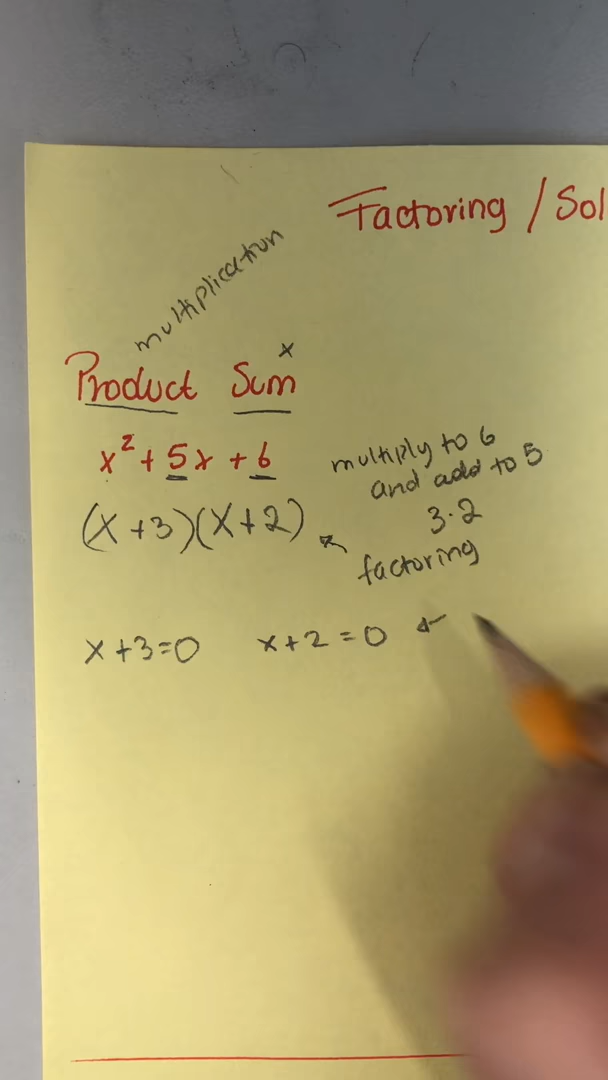 Factoring / Sol
multiplication
x
Product Sum
x² + 5x + 6
multiply to 6
and add to 5
3·2
(x +3)(x+2)
factoring
x+3=0 x+2=0